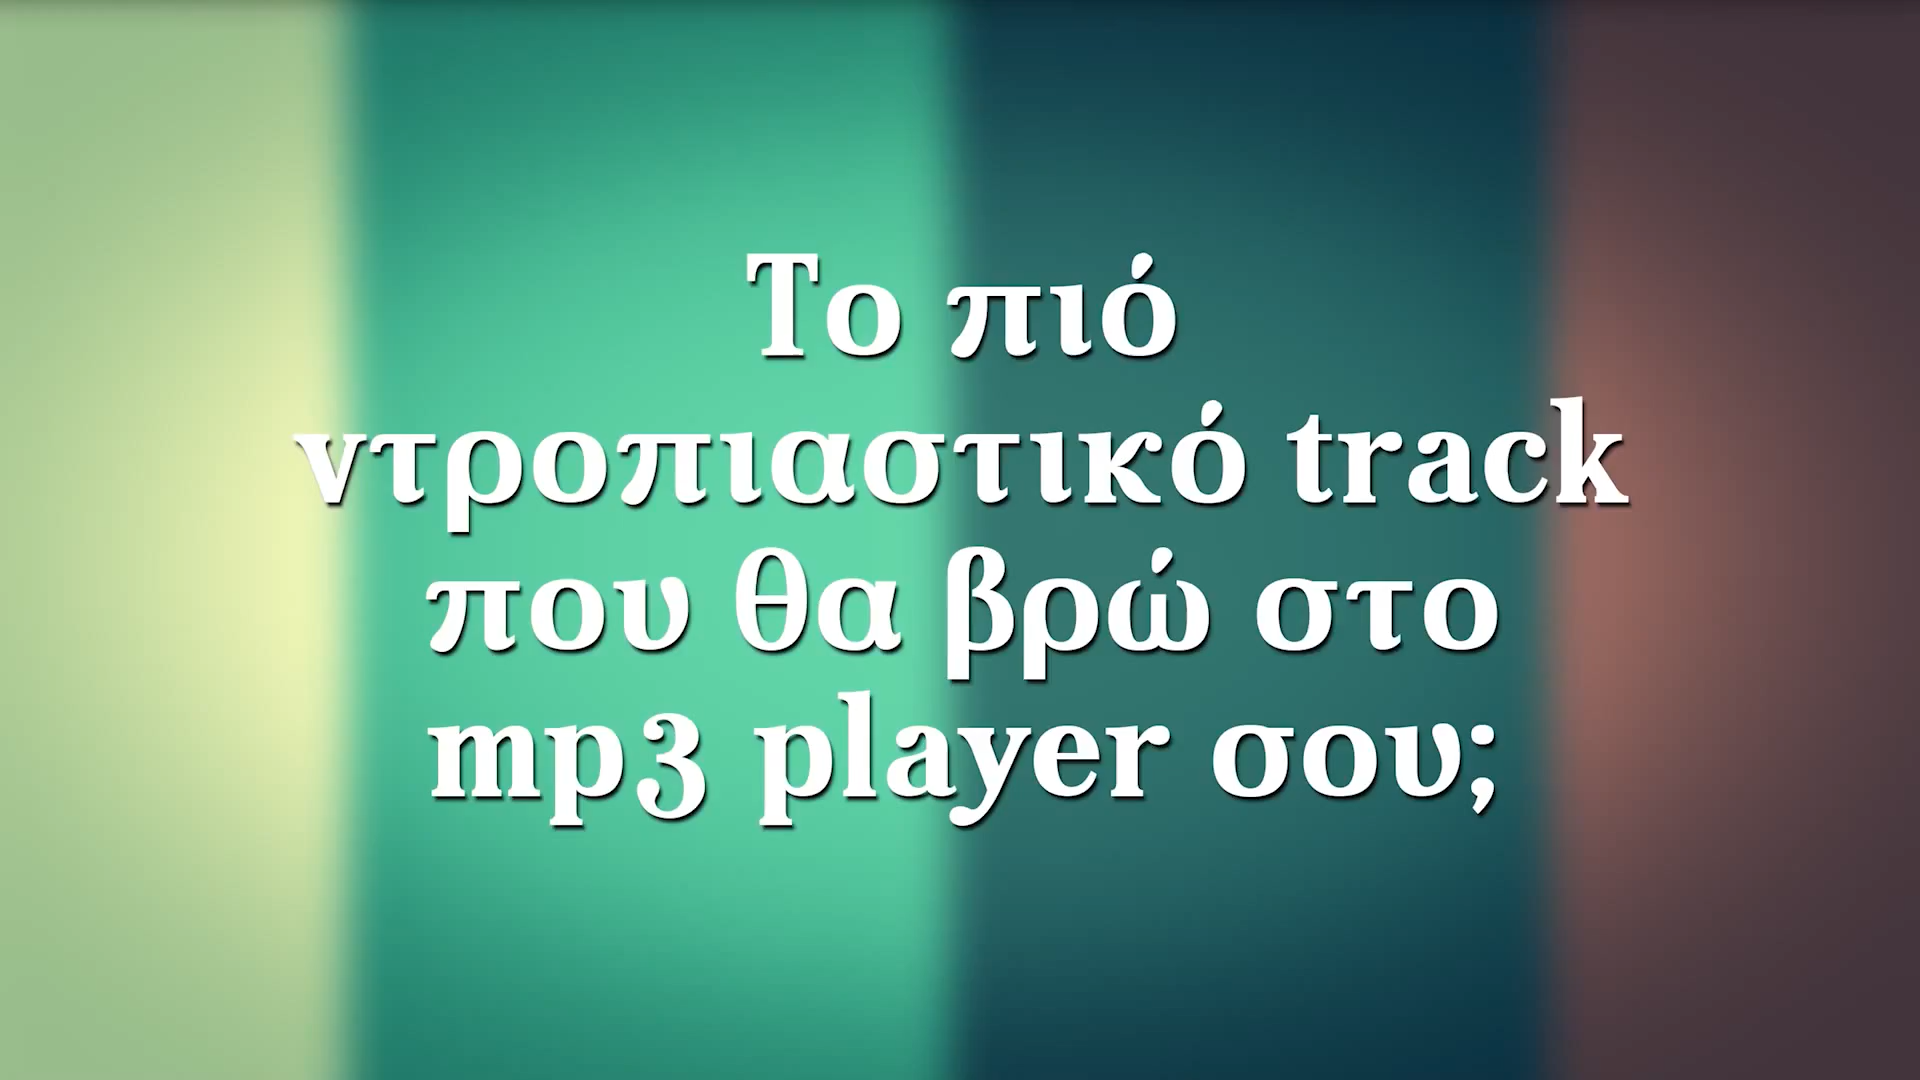 Το πιό
ντροπιαστικό track
που θα βρώ στο
mp3 player σου;